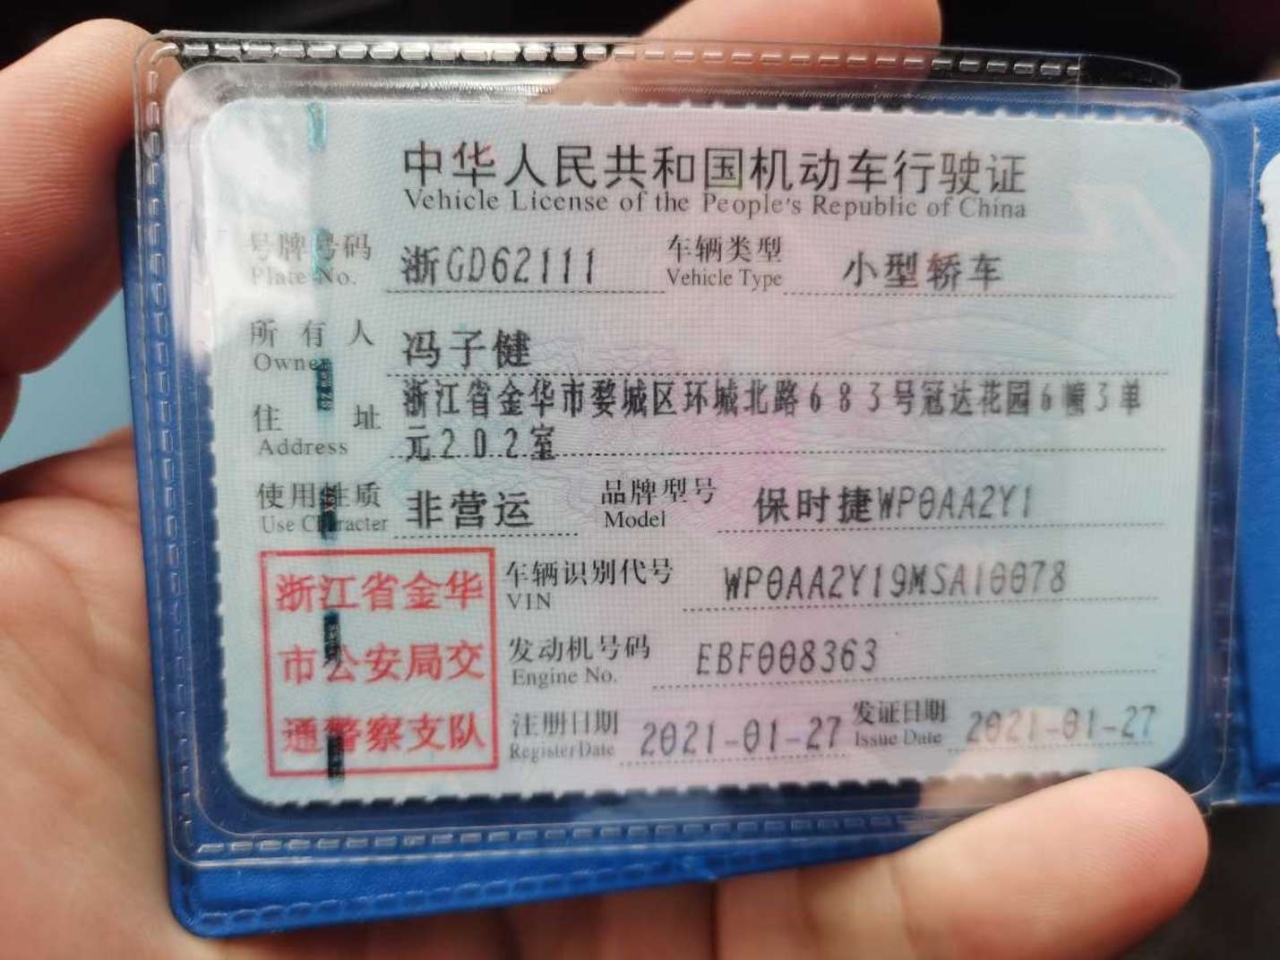 中华人民共和国机动车行驶证
Vehicle License of the People's Republic of China
号牌号码 浙GD62111 车辆类型 小型轿车
Plate No. Vehicle Type
所有人 冯子健
Owner
住址 浙江省金华市婺城区环城北路683号冠达花园6幢3单
Address 元202室
使用性质 非营运 品牌型号 保时捷WP0AA2Y1
Use Character Model
车辆识别代号 WP0AA2Y19MSA10078
VIN
发动机号码 EBF008363
Engine No.
注册日期 2021-01-27 发证日期 2021-01-27
Register Date Issue Date
浙江省金华
市公安局交
通警察支队